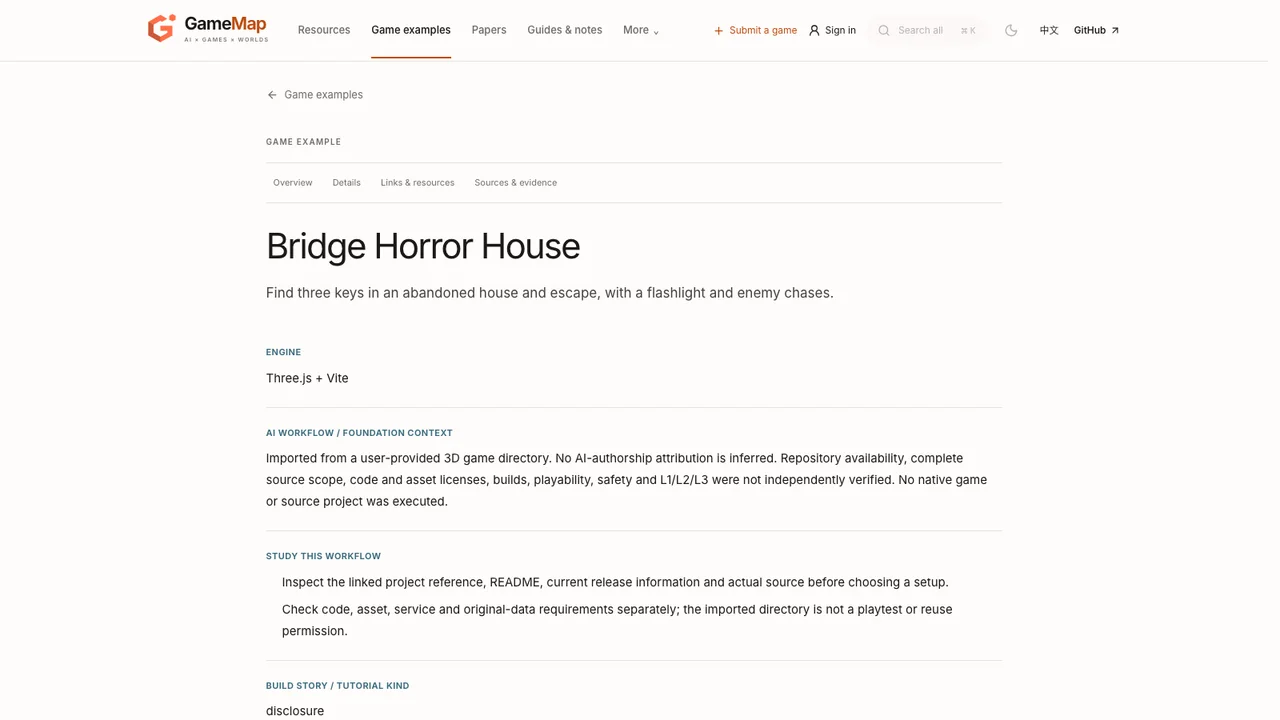 GameMap
AI × GAMES × WORLDS
Resources
Game examples
Papers
Guides & notes
More
+ Submit a game
Sign in
Search all
⌘ K
中文
GitHub ↗
← Game examples
GAME EXAMPLE
Overview
Details
Links & resources
Sources & evidence
Bridge Horror House
Find three keys in an abandoned house and escape, with a flashlight and enemy chases.
ENGINE
Three.js + Vite
AI WORKFLOW / FOUNDATION CONTEXT
Imported from a user-provided 3D game directory. No AI-authorship attribution is inferred. Repository availability, complete
source scope, code and asset licenses, builds, playability, safety and L1/L2/L3 were not independently verified. No native game
or source project was executed.
STUDY THIS WORKFLOW
Inspect the linked project reference, README, current release information and actual source before choosing a setup.
Check code, asset, service and original-data requirements separately; the imported directory is not a playtest or reuse
permission.
BUILD STORY / TUTORIAL KIND
disclosure